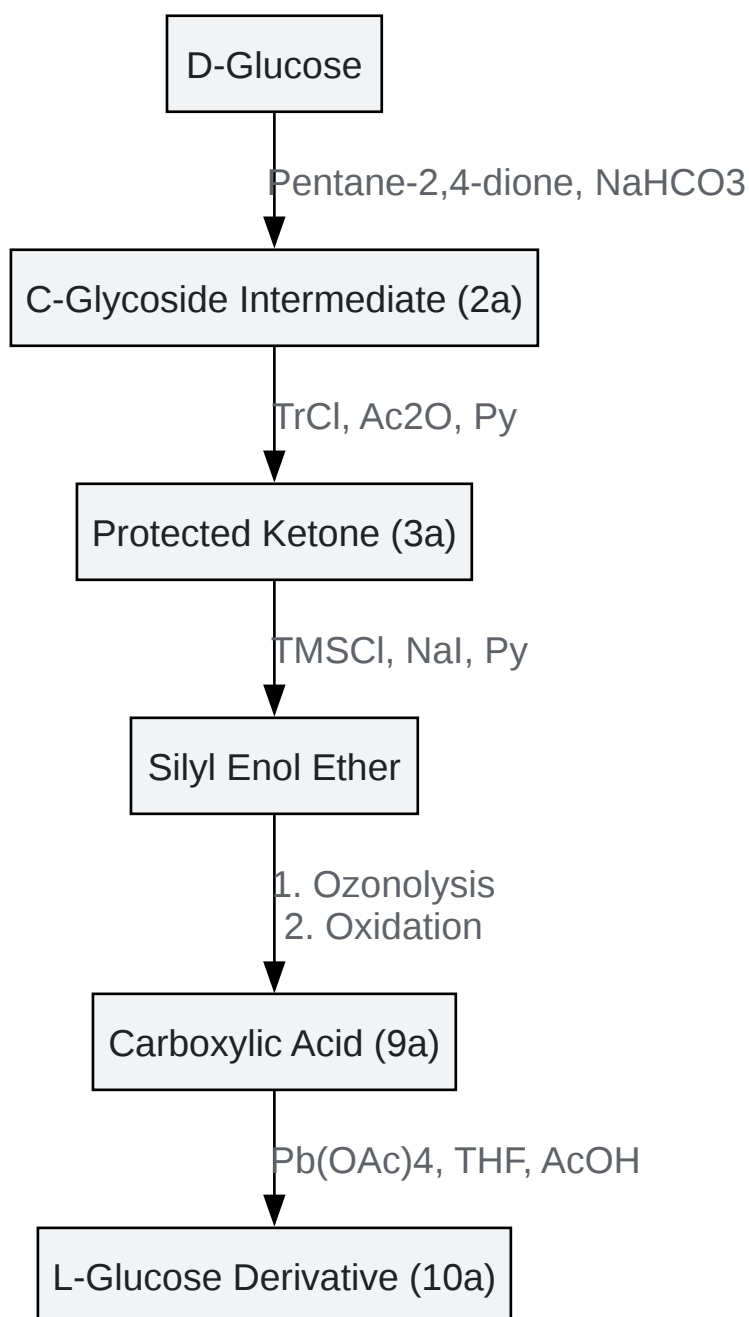 D-Glucose
Pentane-2,4-dione, NaHCO3
C-Glycoside Intermediate (2a)
TrCl, Ac2O, Py
Protected Ketone (3a)
TMSCl, NaI, Py
Silyl Enol Ether
1. Ozonolysis
2. Oxidation
Carboxylic Acid (9a)
Pb(OAc)4, THF, AcOH
L-Glucose Derivative (10a)